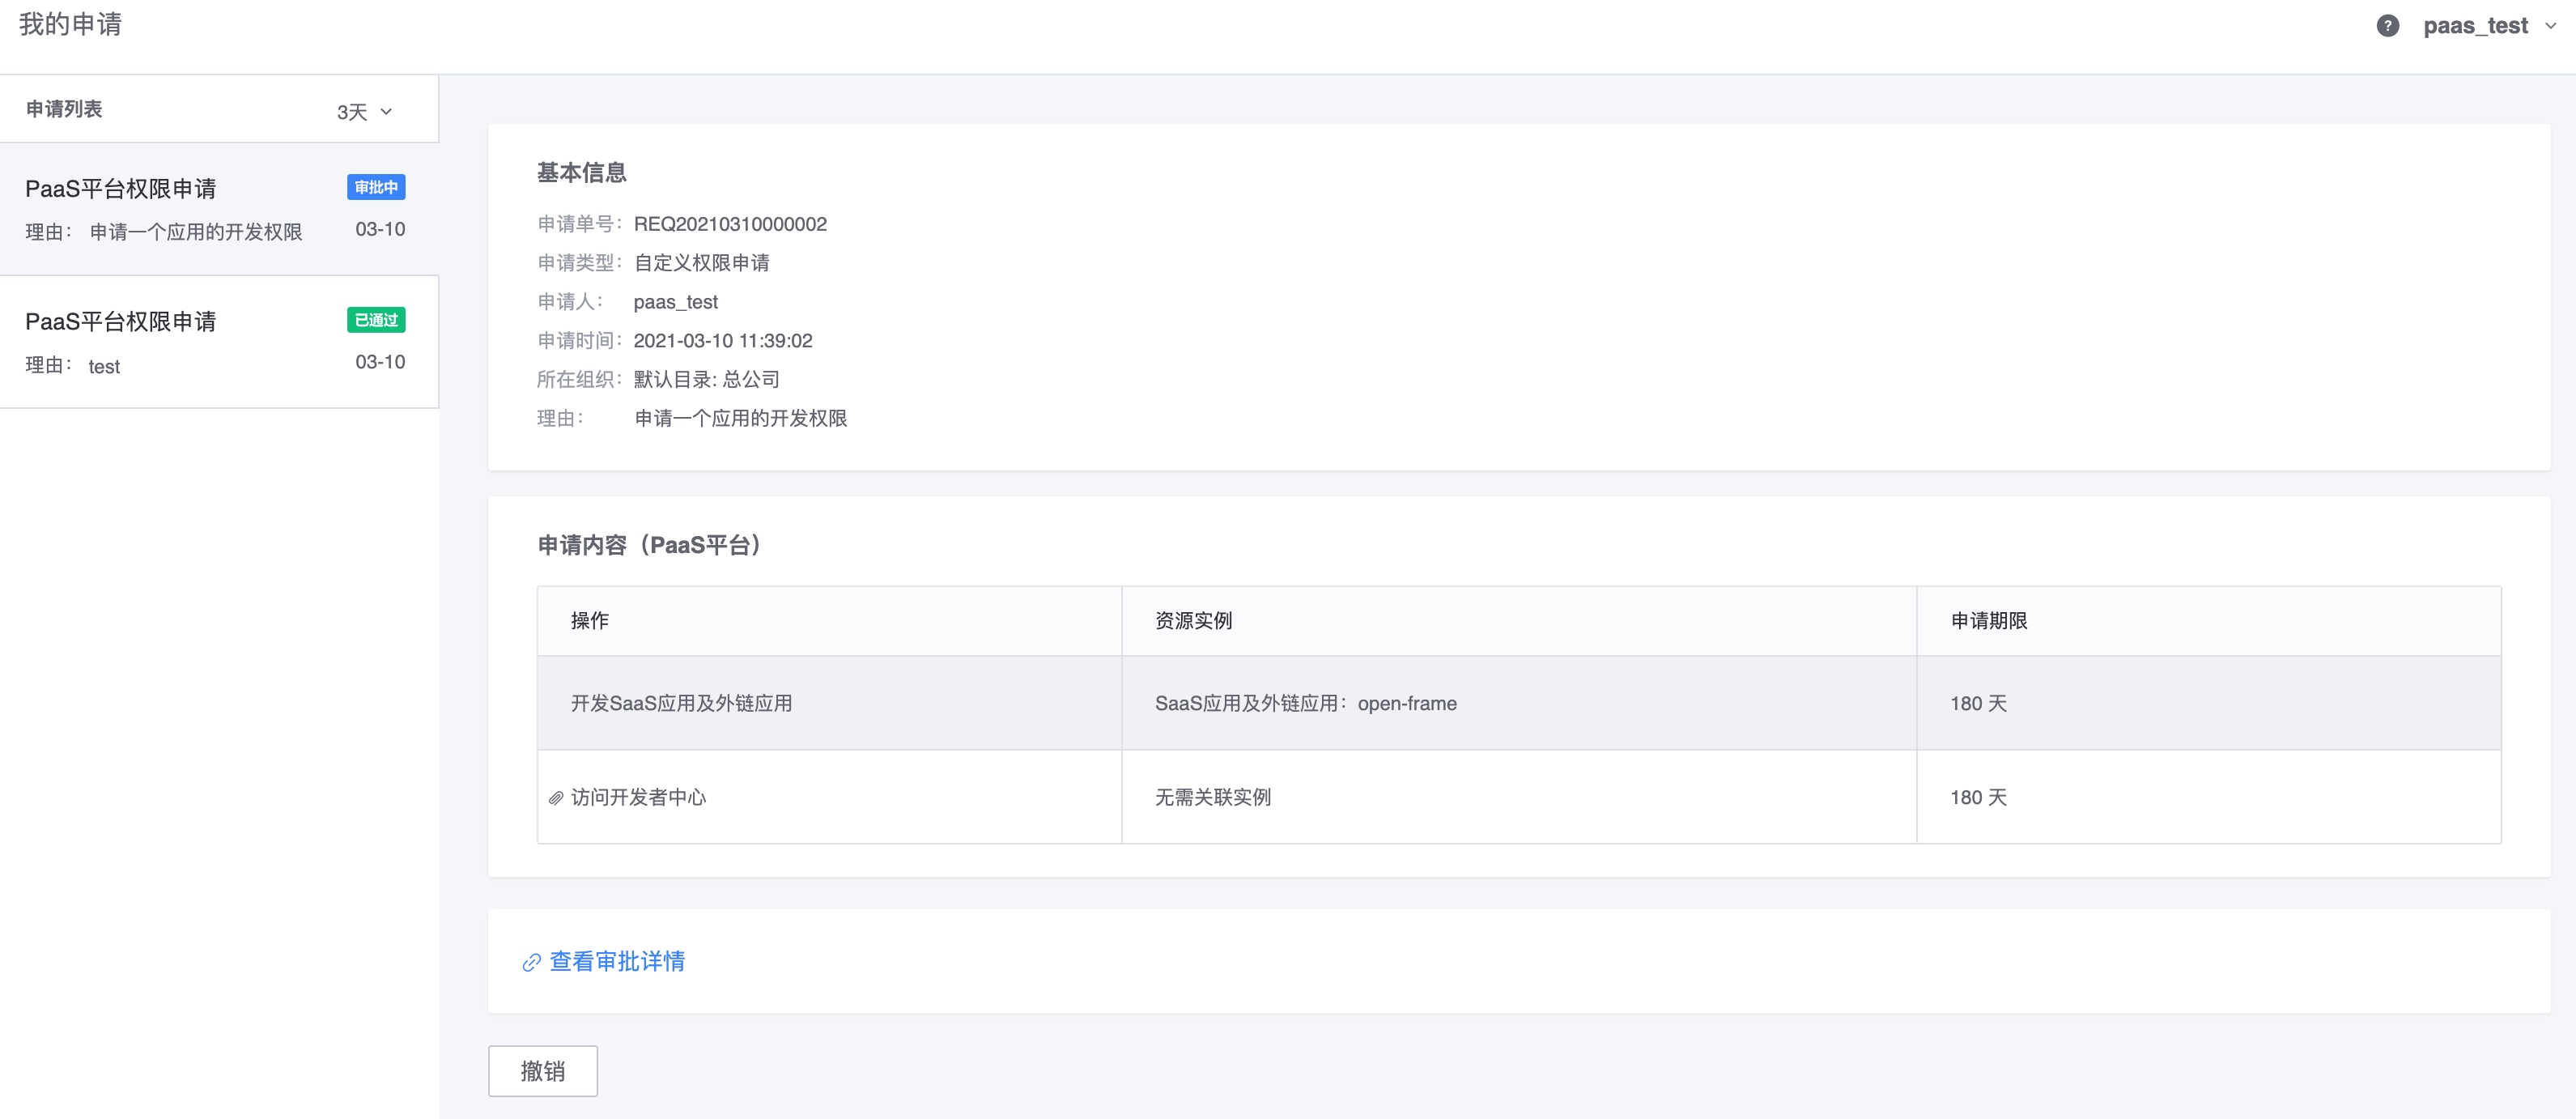 我的申请
paas_test
申请列表
3天
PaaS平台权限申请
审批中
理由： 申请一个应用的开发权限
03-10
PaaS平台权限申请
已通过
理由： test
03-10
基本信息
申请单号：REQ20210310000002
申请类型：自定义权限申请
申请人： paas_test
申请时间：2021-03-10 11:39:02
所在组织：默认目录: 总公司
理由： 申请一个应用的开发权限
申请内容（PaaS平台）
操作 资源实例 申请期限
开发SaaS应用及外链应用 SaaS应用及外链应用：open-frame 180 天
访问开发者中心 无需关联实例 180 天
查看审批详情
撤销